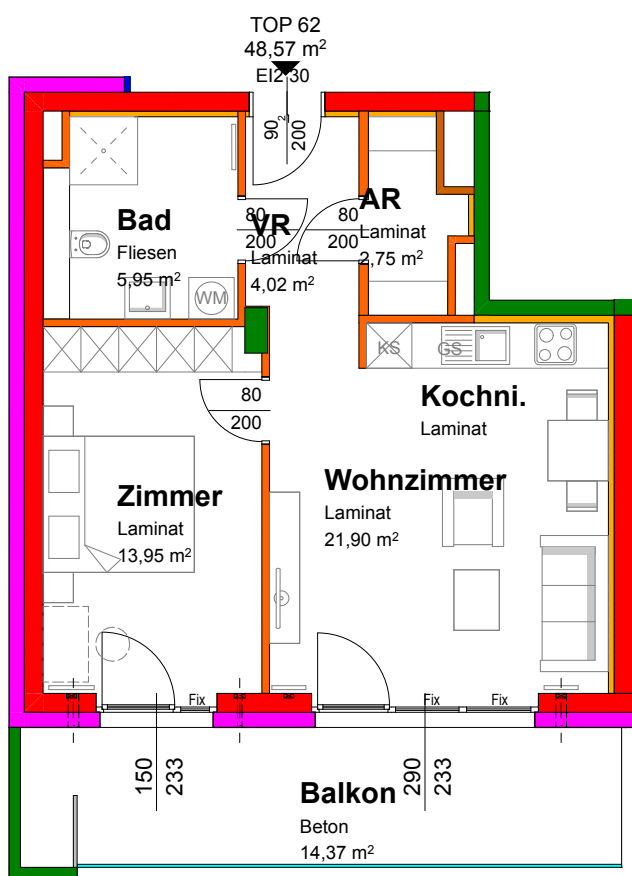 TOP 62
48,57 m²
EI2 30
90
2
200
Bad
Fliesen
5,95 m²
80
200
VR
Laminat
4,02 m²
80
200
AR
Laminat
2,75 m²
WM
KS
GS
Kochni.
Laminat
80
200
Zimmer
Laminat
13,95 m²
Wohnzimmer
Laminat
21,90 m²
Fix
Fix
Fix
150
233
290
233
Balkon
Beton
14,37 m²